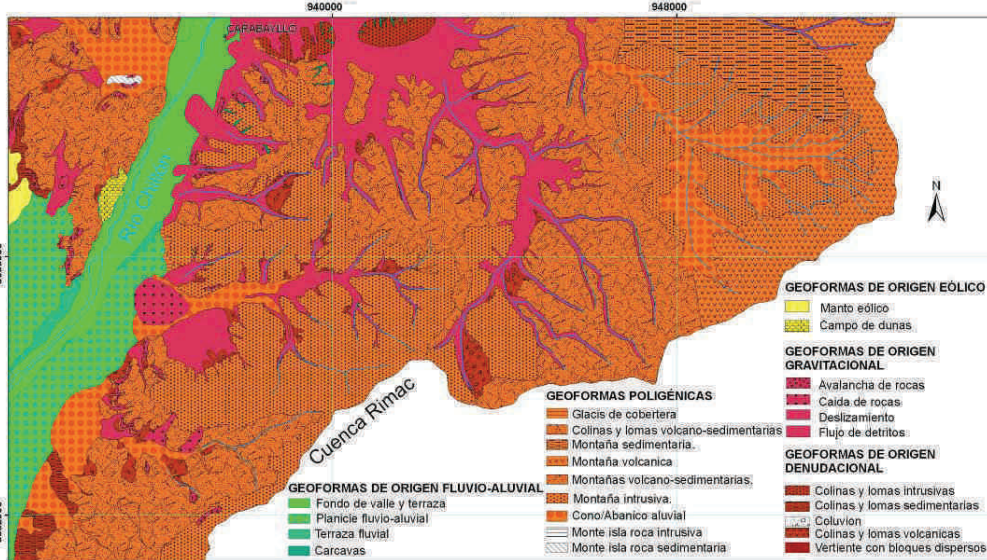 940000
948000
CARABAYLLO
Río Chillón
N
Cuenca Rimac
GEOFORMAS DE ORIGEN FLUVIO-ALUVIAL
Fondo de valle y terraza
Planicie fluvio-aluvial
Terraza fluvial
Carcavas
GEOFORMAS POLIGÉNICAS
Glacis de cobertera
Colinas y lomas volcano-sedimentarias
Montaña sedimentaria.
Montaña volcanica
Montañas volcano-sedimentarias.
Montaña intrusiva.
Cono/Abanico aluvial
Monte isla roca intrusiva
Monte isla roca sedimentaria
GEOFORMAS DE ORIGEN EÓLICO
Manto eólico
Campo de dunas
GEOFORMAS DE ORIGEN
GRAVITACIONAL
Avalancha de rocas
Caida de rocas
Deslizamiento
Flujo de detritos
GEOFORMAS DE ORIGEN
DENUDACIONAL
Colinas y lomas intrusivas
Colinas y lomas sedimentarias
Coluvion
Colinas y lomas volcanicas
Vertiente con bloques dispersos